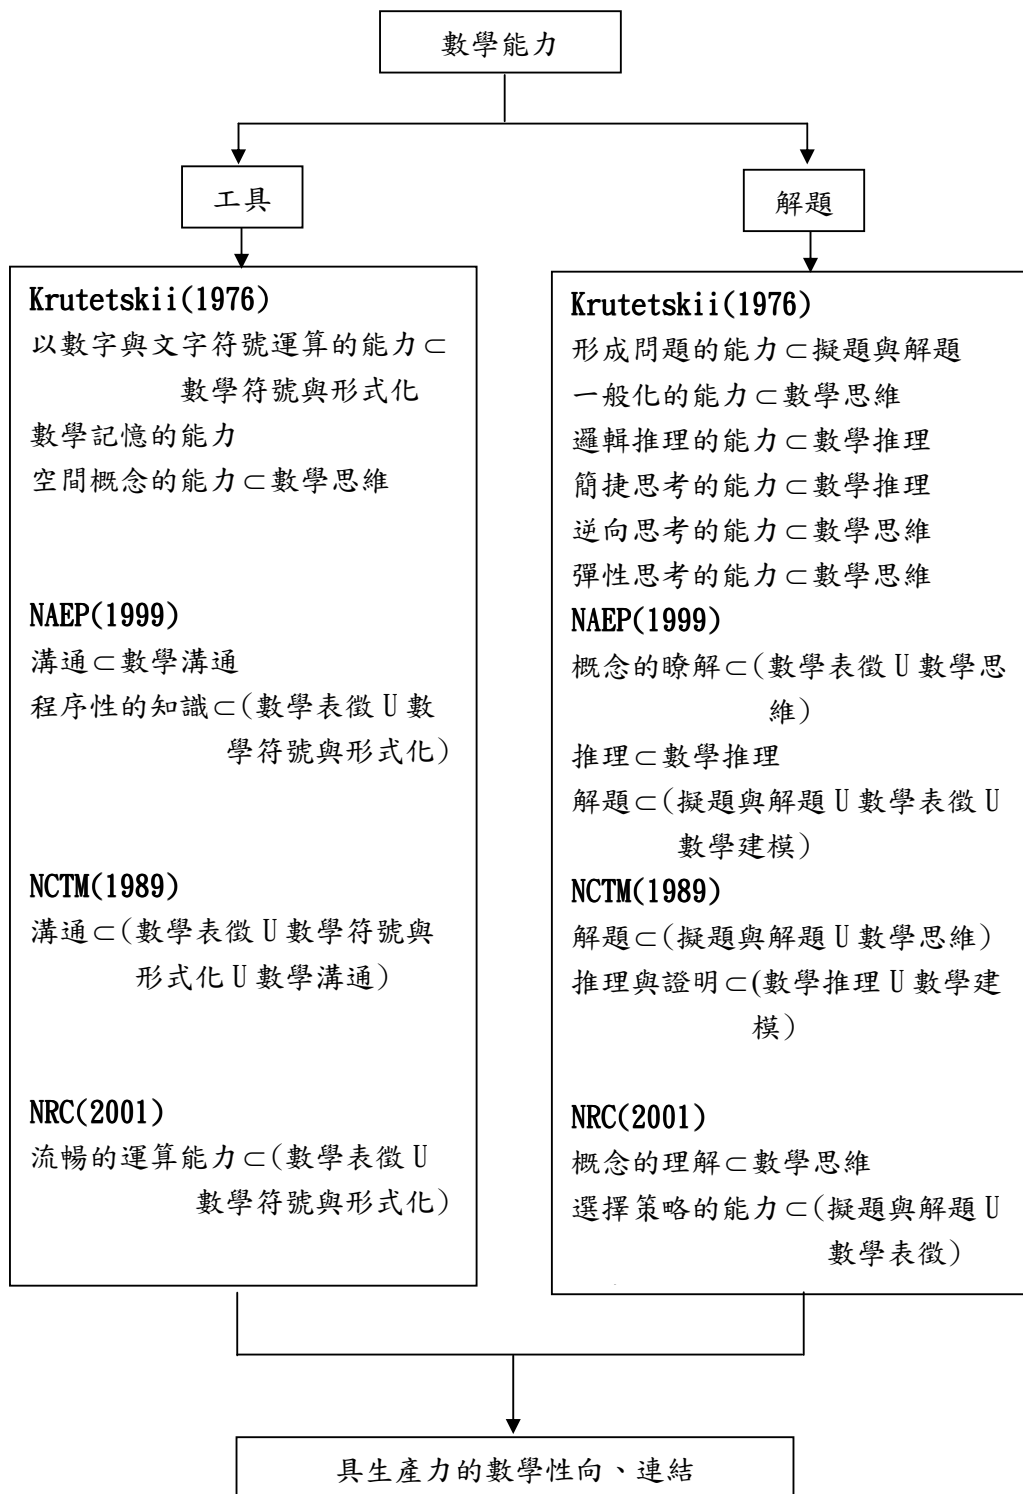 數學能力
工具
解題
Krutetskii(1976)
以數字與文字符號運算的能力⊂
數學符號與形式化
數學記憶的能力
空間概念的能力⊂數學思維
NAEP(1999)
溝通⊂數學溝通
程序性的知識⊂(數學表徵 U 數
學符號與形式化)
NCTM(1989)
溝通⊂(數學表徵 U 數學符號與
形式化 U 數學溝通)
NRC(2001)
流暢的運算能力⊂(數學表徵 U
數學符號與形式化)
Krutetskii(1976)
形成問題的能力⊂擬題與解題
一般化的能力⊂數學思維
邏輯推理的能力⊂數學推理
簡捷思考的能力⊂數學推理
逆向思考的能力⊂數學思維
彈性思考的能力⊂數學思維
NAEP(1999)
概念的瞭解⊂(數學表徵 U 數學思
維)
推理⊂數學推理
解題⊂(擬題與解題 U 數學表徵 U
數學建模)
NCTM(1989)
解題⊂(擬題與解題 U 數學思維)
推理與證明⊂(數學推理 U 數學建
模)
NRC(2001)
概念的理解⊂數學思維
選擇策略的能力⊂(擬題與解題 U
數學表徵)
具生產力的數學性向、連結